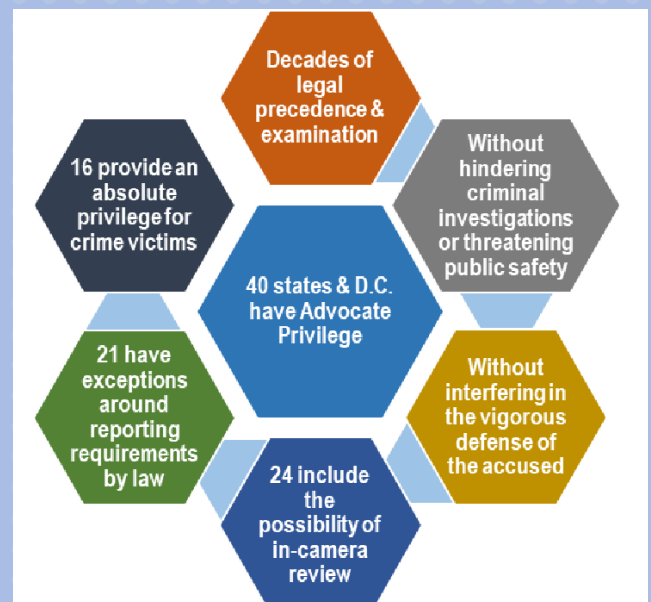 Decades of
legal
precedence &
examination
Without
hindering
criminal
investigations
or threatening
public safety
Without
interfering in
the vigorous
defense of
the accused
24 include
the
possibility of
in-camera
review
21 have
exceptions
around
reporting
requirements
by law
16 provide an
absolute
privilege for
crime victims
40 states & D.C.
have Advocate
Privilege